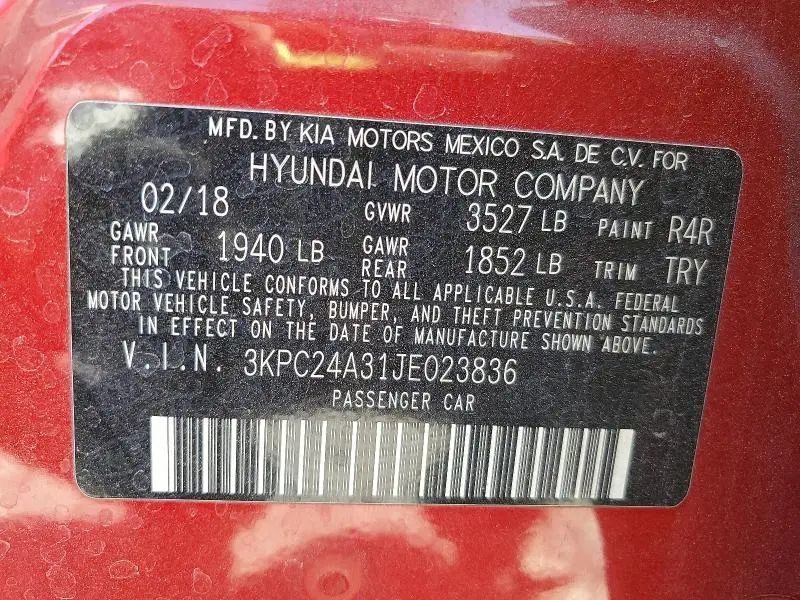 MFD. BY KIA MOTORS MEXICO S.A. DE C.V. FOR
HYUNDAI MOTOR COMPANY
02/18 GVWR 3527 LB PAINT R4R
GAWR FRONT 1940 LB GAWR REAR 1852 LB TRIM TRY
THIS VEHICLE CONFORMS TO ALL APPLICABLE U.S.A. FEDERAL
MOTOR VEHICLE SAFETY, BUMPER, AND THEFT PREVENTION STANDARDS
IN EFFECT ON THE DATE OF MANUFACTURE SHOWN ABOVE.
V.I.N. 3KPC24A31JE023836
PASSENGER CAR